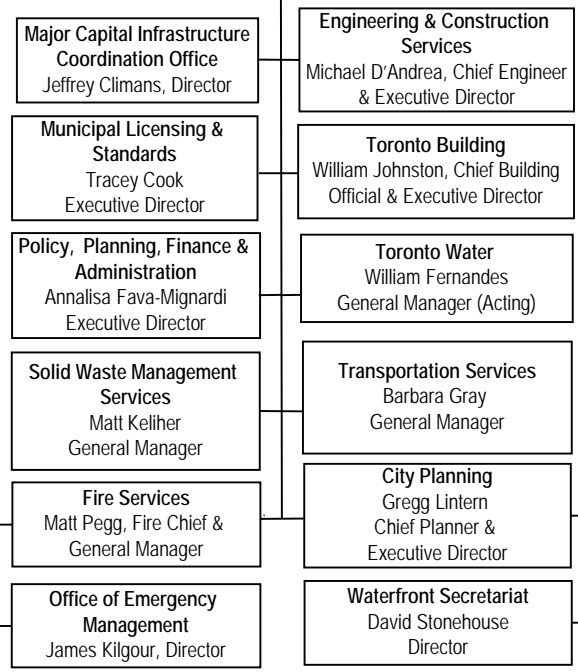 Major Capital Infrastructure
Coordination Office
Jeffrey Climans, Director
Engineering & Construction
Services
Michael D'Andrea, Chief Engineer
& Executive Director
Municipal Licensing &
Standards
Tracey Cook
Executive Director
Toronto Building
William Johnston, Chief Building
Official & Executive Director
Policy, Planning, Finance &
Administration
Annalisa Fava-Mignardi
Executive Director
Toronto Water
William Fernandes
General Manager (Acting)
Solid Waste Management
Services
Matt Keliher
General Manager
Transportation Services
Barbara Gray
General Manager
Fire Services
Matt Pegg, Fire Chief &
General Manager
City Planning
Gregg Lintern
Chief Planner &
Executive Director
Office of Emergency
Management
James Kilgour, Director
Waterfront Secretariat
David Stonehouse
Director